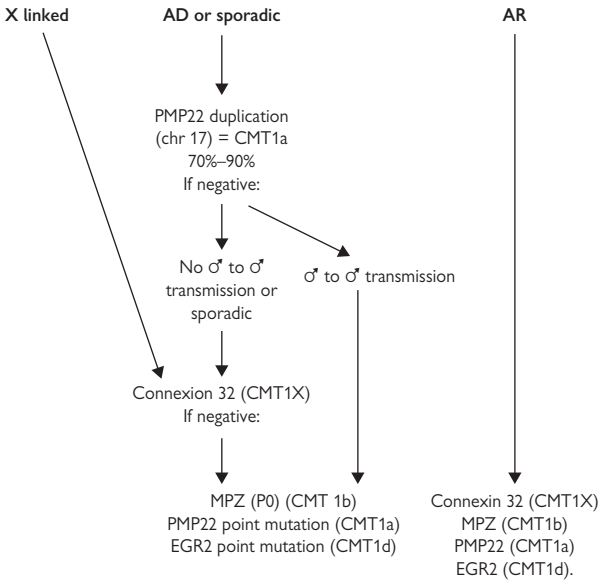 X linked
AD or sporadic
AR
PMP22 duplication
(chr 17) = CMT1a
70%–90%
If negative:
No ♂ to ♂
transmission or
sporadic
♂ to ♂ transmission
Connexion 32 (CMT1X)
If negative:
MPZ (P0) (CMT 1b)
PMP22 point mutation (CMT1a)
EGR2 point mutation (CMT1d)
Connexin 32 (CMT1X)
MPZ (CMT1b)
PMP22 (CMT1a)
EGR2 (CMT1d).